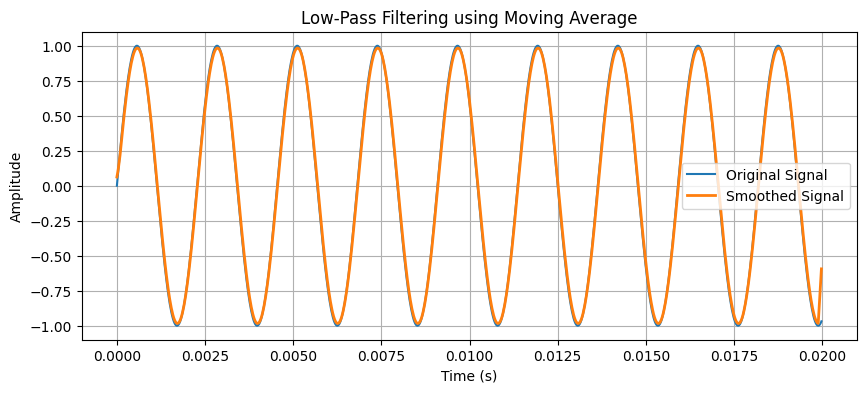 Low-Pass Filtering using Moving Average
1.00
0.75
0.50
0.25
0.00
−0.25
−0.50
−0.75
−1.00
Amplitude
Original Signal
Smoothed Signal
0.0000 0.0025 0.0050 0.0075 0.0100 0.0125 0.0150 0.0175 0.0200
Time (s)